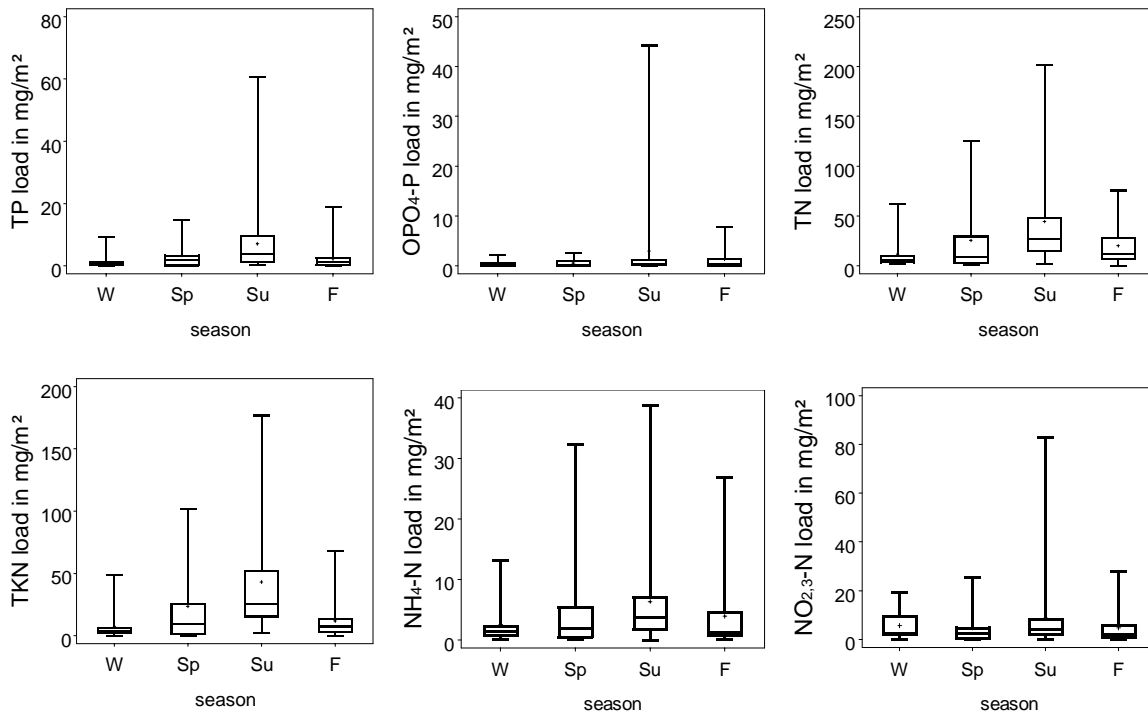 TP load in mg/m²
80
60
40
20
0
W Sp Su F
season
OPO₄-P load in mg/m²
50
40
30
20
10
0
W Sp Su F
season
TN load in mg/m²
250
200
150
100
50
0
W Sp Su F
season
TKN load in mg/m²
200
150
100
50
0
W Sp Su F
season
NH₄-N load in mg/m²
40
30
20
10
0
W Sp Su F
season
NO₂,₃-N load in mg/m²
100
80
60
40
20
0
W Sp Su F
season